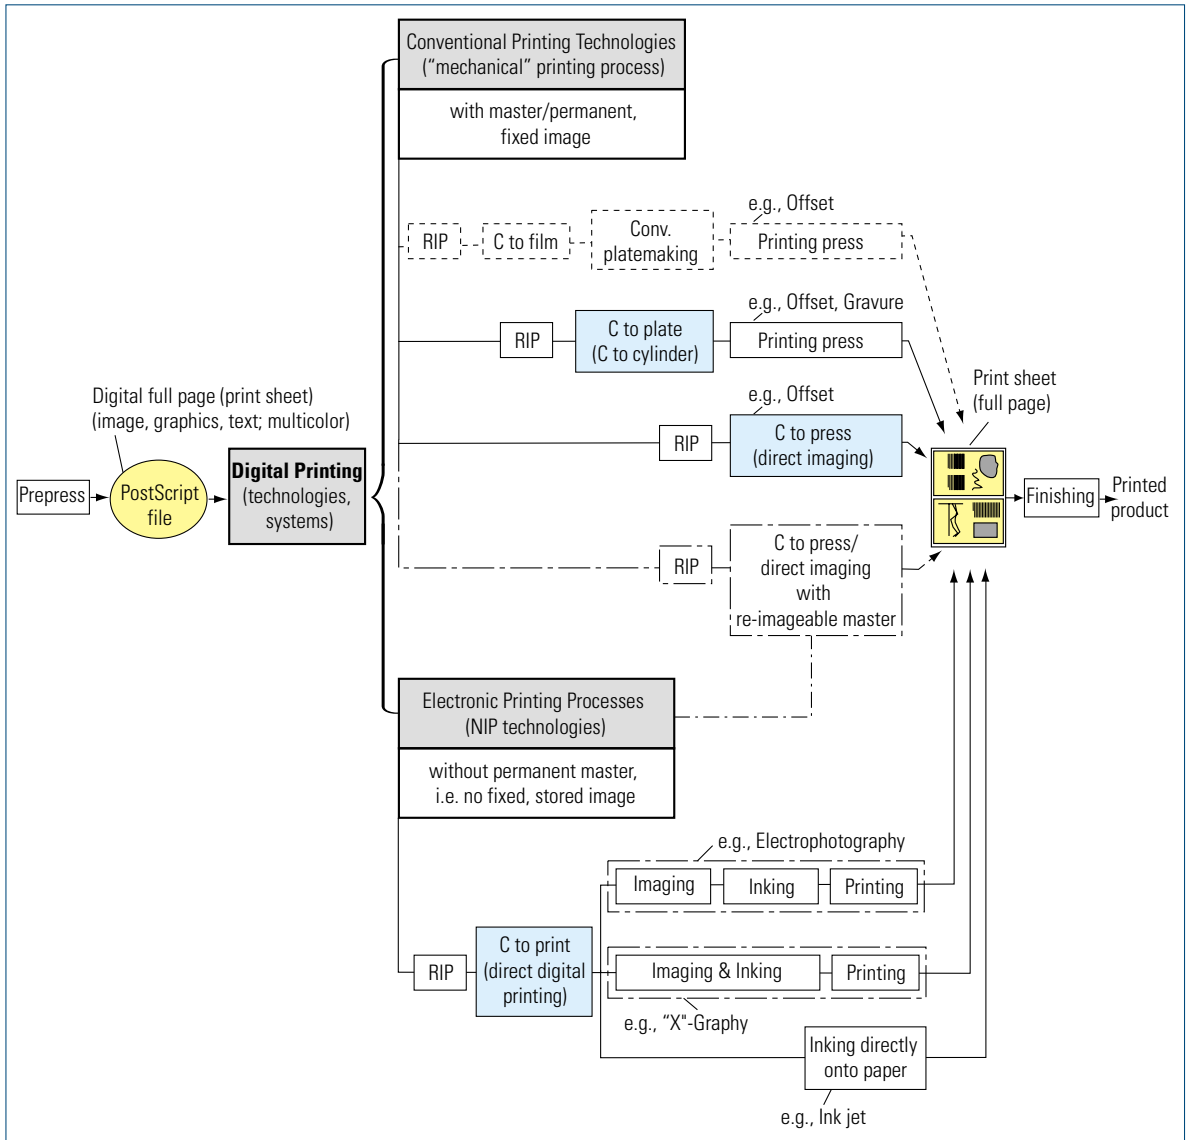 Conventional Printing Technologies
(“mechanical” printing process)
with master/permanent,
fixed image
e.g., Offset
RIP
C to film
Conv.
platemaking
Printing press
e.g., Offset, Gravure
RIP
C to plate
(C to cylinder)
Printing press
Digital full page (print sheet)
(image, graphics, text; multicolor)
e.g., Offset
RIP
C to press
(direct imaging)
Print sheet
(full page)
Prepress
PostScript
file
Digital Printing
(technologies,
systems)
Finishing
Printed
product
RIP
C to press/
direct imaging
with
re-imageable master
Electronic Printing Processes
(NIP technologies)
without permanent master,
i.e. no fixed, stored image
e.g., Electrophotography
Imaging
Inking
Printing
RIP
C to print
(direct digital
printing)
Imaging & Inking
Printing
e.g., “X"-Graphy
Inking directly
onto paper
e.g., Ink jet